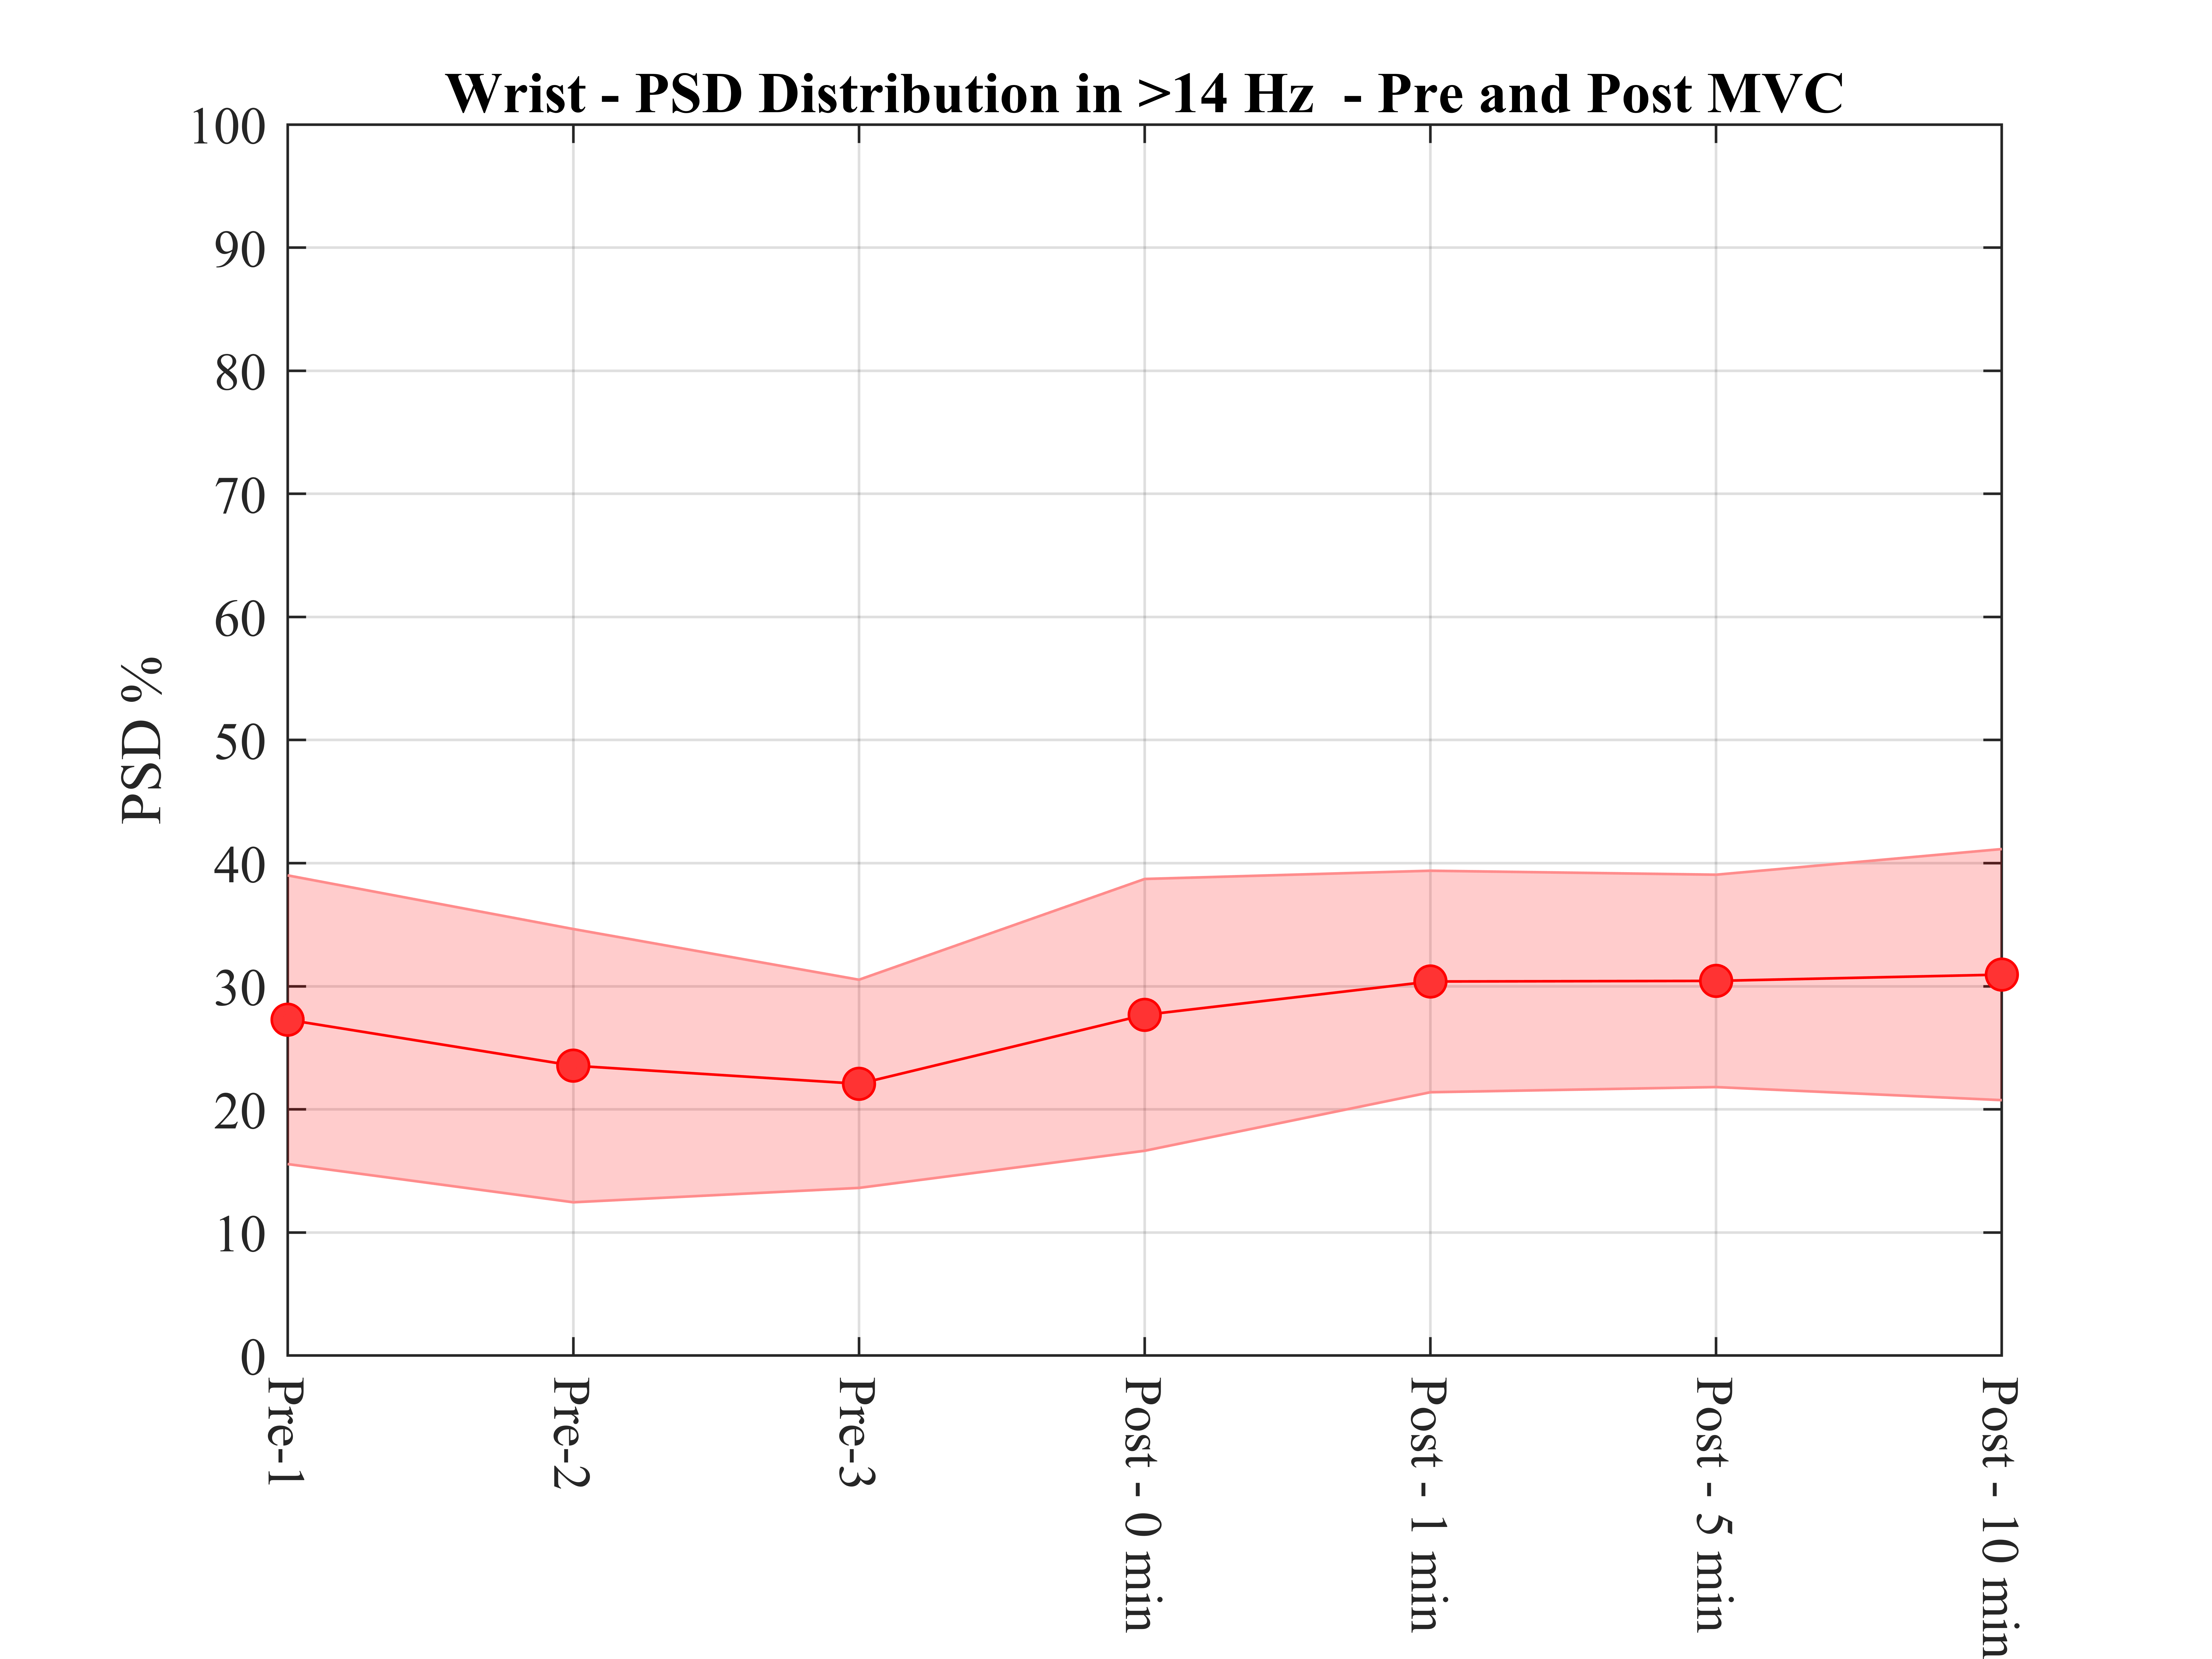 Wrist - PSD Distribution in >14 Hz  - Pre and Post MVC
100
90
80
70
60
50
40
30
20
10
0
PSD %
Pre-1
Pre-2
Pre-3
Post - 0 min
Post - 1 min
Post - 5 min
Post - 10 min